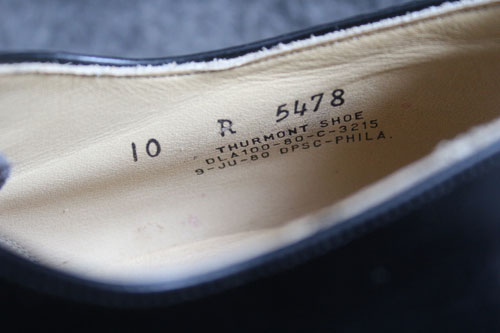 10 R 5478
THURMONT SHOE
DLA100-80-C-3215
9-JU-80 DPSC-PHILA.